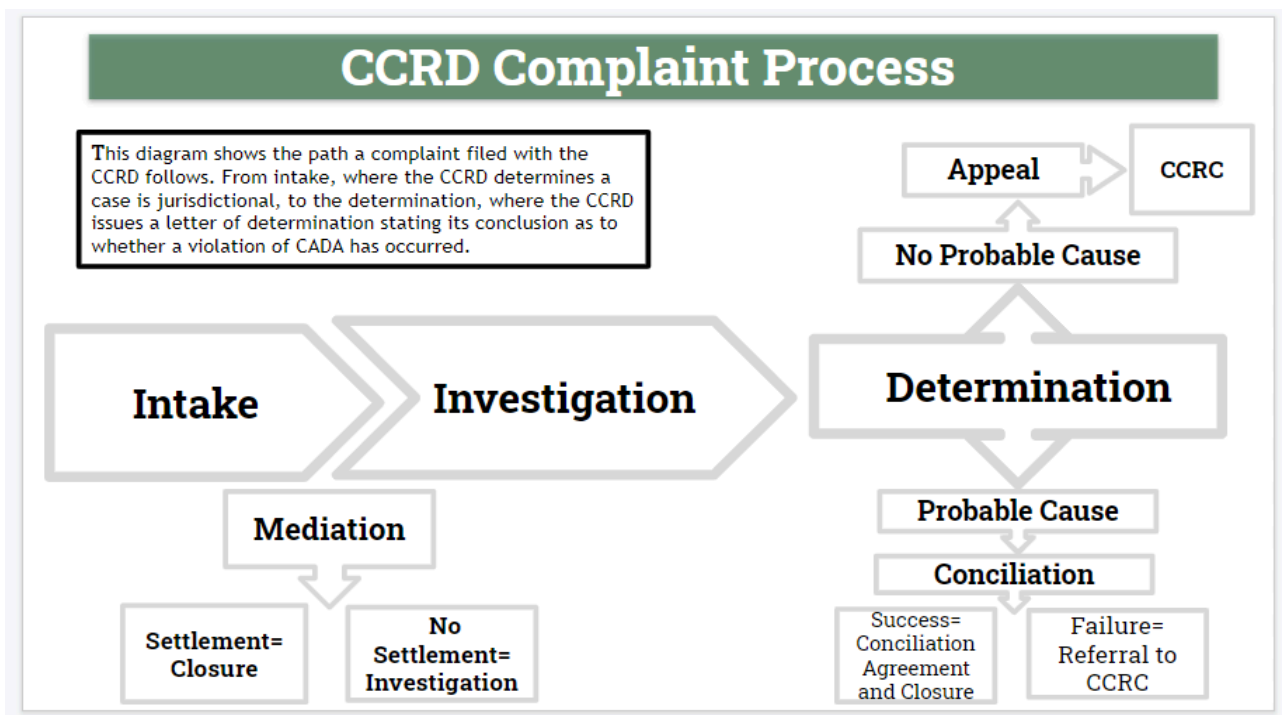 CCRD Complaint Process
This diagram shows the path a complaint filed with the
CCRD follows. From intake, where the CCRD determines a
case is jurisdictional, to the determination, where the CCRD
issues a letter of determination stating its conclusion as to
whether a violation of CADA has occurred.
Appeal
CCRC
No Probable Cause
Intake
Investigation
Determination
Mediation
Settlement=
Closure
No
Settlement=
Investigation
Probable Cause
Conciliation
Success=
Conciliation
Agreement
and Closure
Failure=
Referral to
CCRC